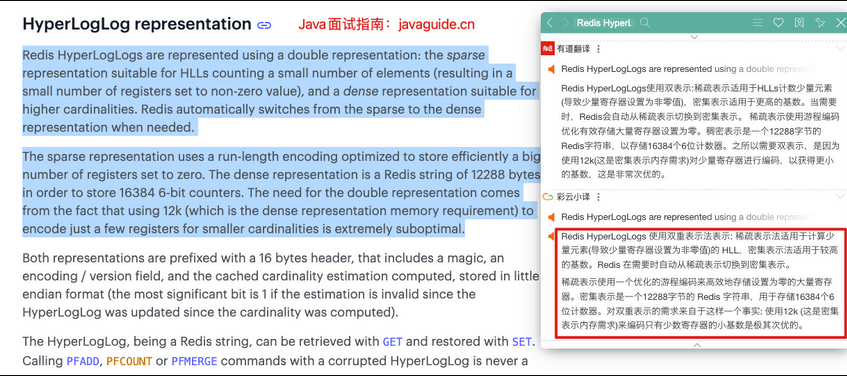 HyperLogLog representation
Java面试指南：javaguide.cn
Redis HyperLogLogs are represented using a double representation: the sparse
representation suitable for HLLs counting a small number of elements (resulting in a
small number of registers set to non-zero value), and a dense representation suitable for
higher cardinalities. Redis automatically switches from the sparse to the dense
representation when needed.
The sparse representation uses a run-length encoding optimized to store efficiently a big
number of registers set to zero. The dense representation is a Redis string of 12288 bytes
in order to store 16384 6-bit counters. The need for the double representation comes
from the fact that using 12k (which is the dense representation memory requirement) to
encode just a few registers for smaller cardinalities is extremely suboptimal.
Both representations are prefixed with a 16 bytes header, that includes a magic, an
encoding / version field, and the cached cardinality estimation computed, stored in little
endian format (the most significant bit is 1 if the estimation is invalid since the
HyperLogLog was updated since the cardinality was computed).
The HyperLogLog, being a Redis string, can be retrieved with GET and restored with SET.
Calling PFADD, PFCOUNT or PFMERGE commands with a corrupted HyperLogLog is never a
Redis Hyperl
有道翻译
Redis HyperLogLogs are represented using a double repres
Redis HyperLogLogs使用双表示:稀疏表示适用于HLLs计数少量元素
(导致少量寄存器设置为非零值)，密集表示适用于更高的基数。当需要
时，Redis会自动从稀疏表示切换到密集表示。 稀疏表示使用游程编码
优化有效存储大量寄存器设置为零。稠密表示是一个12288字节的
Redis字符串，以存储16384个6位计数器。之所以需要双表示，是因为
使用12k(这是密集表示内存需求)对少量寄存器进行编码，以获得更小
的基数，这是非常次优的。
彩云小译
Redis HyperLogLogs are represented using a double repres
Redis HyperLogLogs 使用双重表示法表示: 稀疏表示法适用于计算少
量元素(导致少量寄存器设置为非零值)的 HLL，密集表示法适用于较高
的基数。Redis 在需要时自动从稀疏表示切换到密集表示。
稀疏表示使用一个优化的游程编码来高效地存储设置为零的大量寄存
器。密集表示是一个12288字节的 Redis 字符串，用于存储16384个6
位计数器。对双重表示的需求来自于这样一个事实: 使用12k (这是密集
表示内存需求)来编码只有少数寄存器的小基数是极其次优的。